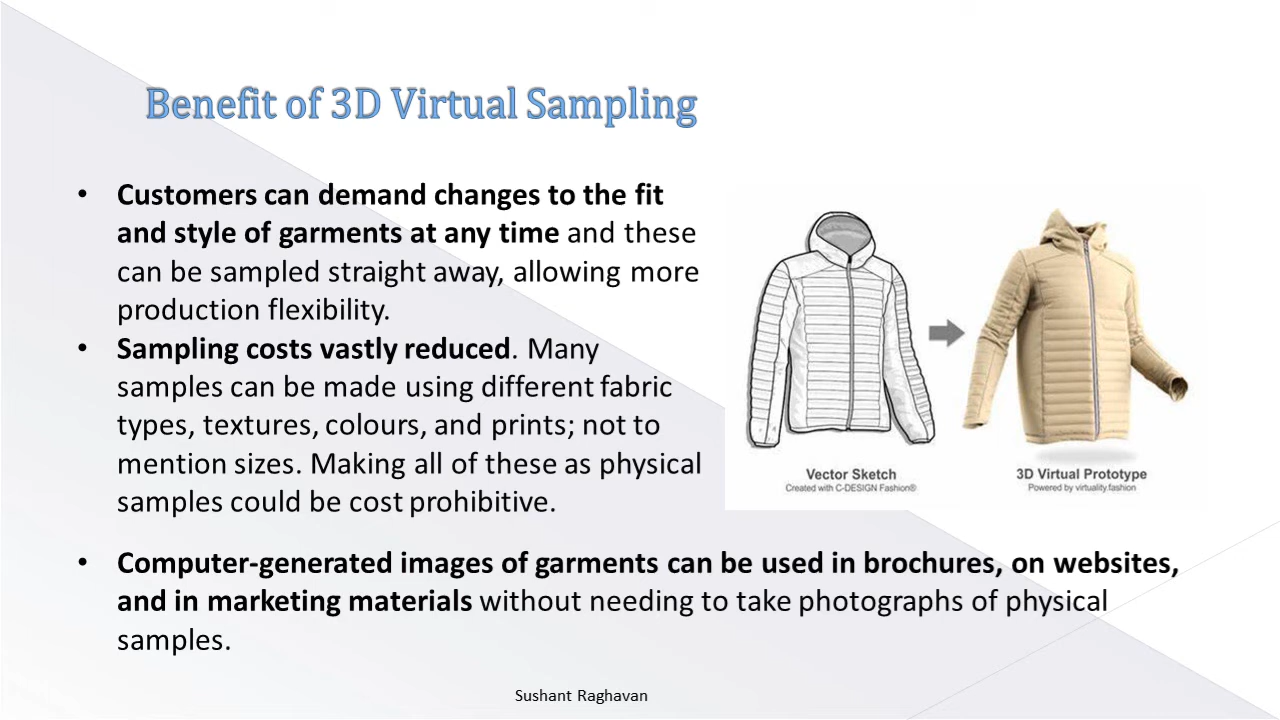 Benefit of 3D Virtual Sampling
• Customers can demand changes to the fit
and style of garments at any time and these
can be sampled straight away, allowing more
production flexibility.
• Sampling costs vastly reduced. Many
samples can be made using different fabric
types, textures, colours, and prints; not to
mention sizes. Making all of these as physical
samples could be cost prohibitive.
Vector Sketch
Created with C-DESIGN Fashion®
3D Virtual Prototype
Powered by virtuality.fashion
• Computer-generated images of garments can be used in brochures, on websites,
and in marketing materials without needing to take photographs of physical
samples.
Sushant Raghavan